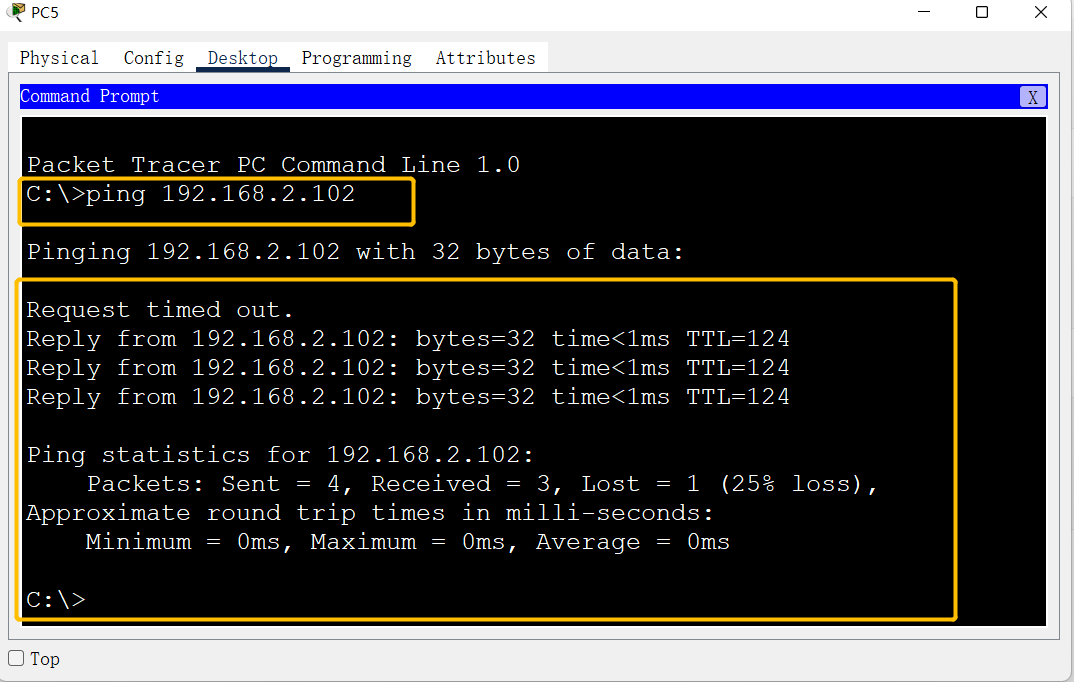 PC5
Physical Config Desktop Programming Attributes
Command Prompt X
Packet Tracer PC Command Line 1.0
C:\>ping 192.168.2.102
Pinging 192.168.2.102 with 32 bytes of data:
Request timed out.
Reply from 192.168.2.102: bytes=32 time<1ms TTL=124
Reply from 192.168.2.102: bytes=32 time<1ms TTL=124
Reply from 192.168.2.102: bytes=32 time<1ms TTL=124
Ping statistics for 192.168.2.102:
Packets: Sent = 4, Received = 3, Lost = 1 (25% loss),
Approximate round trip times in milli-seconds:
Minimum = 0ms, Maximum = 0ms, Average = 0ms
C:\>
Top